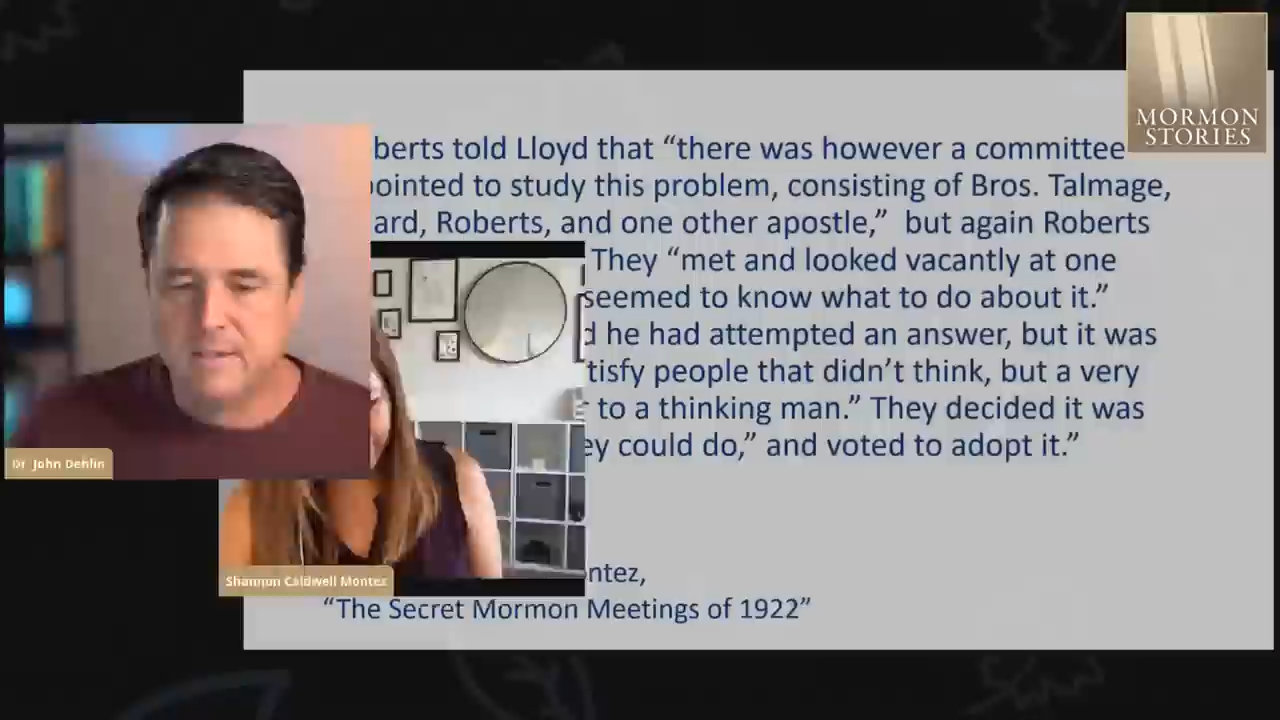 MORMON
STORIES
berts told Lloyd that “there was however a committee
pointed to study this problem, consisting of Bros. Talmage,
ard, Roberts, and one other apostle,” but again Roberts
They “met and looked vacantly at one
seemed to know what to do about it.”
d he had attempted an answer, but it was
tisfy people that didn’t think, but a very
to a thinking man.” They decided it was
ey could do,” and voted to adopt it.”
Dr John Dehlin
Shannon Caldwell Montez
ntez,
“The Secret Mormon Meetings of 1922”